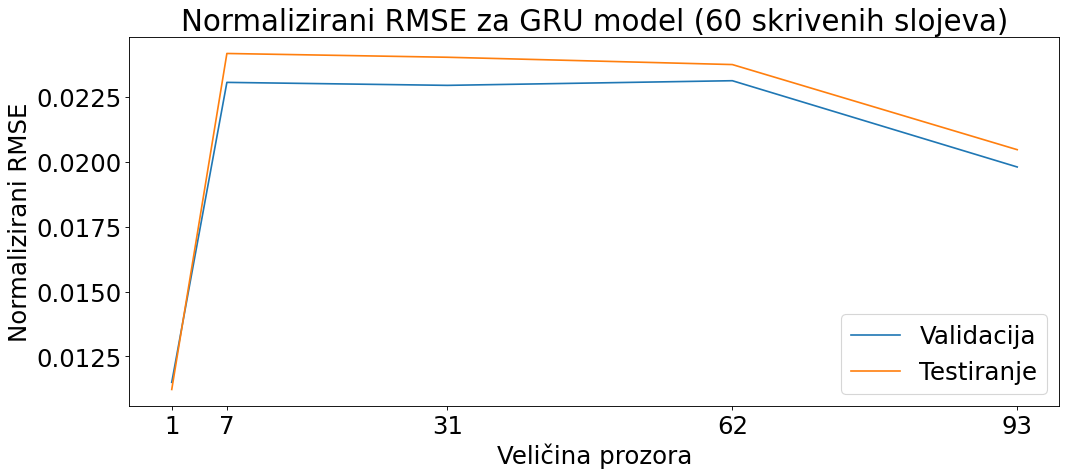 Normalizirani RMSE za GRU model (60 skrivenih slojeva)
Normalizirani RMSE
0.0225
0.0200
0.0175
0.0150
0.0125
Validacija
Testiranje
1 7 31 62 93
Veličina prozora